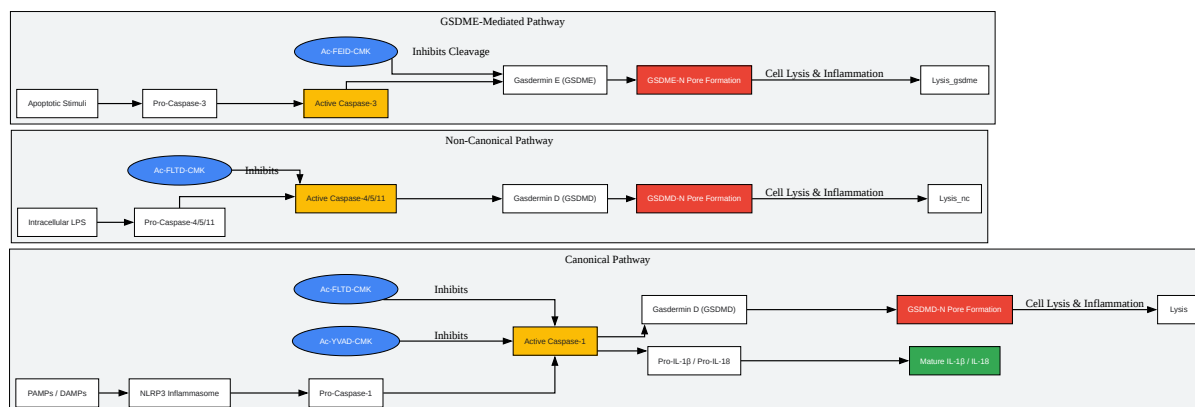 GSDME-Mediated Pathway
Ac-FEID-CMK
Inhibits Cleavage
Gasdermin E (GSDME)
GSDME-N Pore Formation
Cell Lysis & Inflammation
Lysis_gsdme
Apoptotic Stimuli
Pro-Caspase-3
Active Caspase-3
Non-Canonical Pathway
Ac-FLTD-CMK
Inhibits
Active Caspase-4/5/11
Gasdermin D (GSDMD)
GSDMD-N Pore Formation
Cell Lysis & Inflammation
Lysis_nc
Intracellular LPS
Pro-Caspase-4/5/11
Canonical Pathway
Ac-FLTD-CMK
Inhibits
Gasdermin D (GSDMD)
GSDMD-N Pore Formation
Cell Lysis & Inflammation
Lysis
Ac-YVAD-CMK
Inhibits
Active Caspase-1
Pro-IL-1β / Pro-IL-18
Mature IL-1β / IL-18
PAMPs / DAMPs
NLRP3 Inflammasome
Pro-Caspase-1